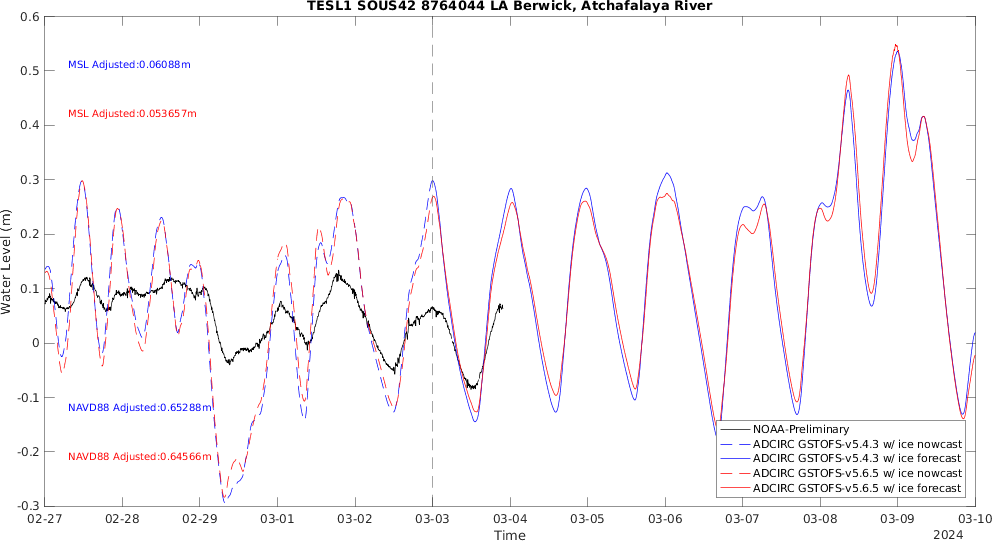 TESL1 SOUS42 8764044 LA Berwick, Atchafalaya River
0.6
0.5
0.4
0.3
0.2
0.1
0
-0.1
-0.2
-0.3
Water Level (m)
MSL Adjusted:0.06088m
MSL Adjusted:0.053657m
NAVD88 Adjusted:0.65288m
NAVD88 Adjusted:0.64566m
NOAA-Preliminary
ADCIRC GSTOFS-v5.4.3 w/ ice nowcast
ADCIRC GSTOFS-v5.4.3 w/ ice forecast
ADCIRC GSTOFS-v5.6.5 w/ ice nowcast
ADCIRC GSTOFS-v5.6.5 w/ ice forecast
02-27 02-28 02-29 03-01 03-02 03-03 03-04 03-05 03-06 03-07 03-08 03-09 03-10
Time
2024